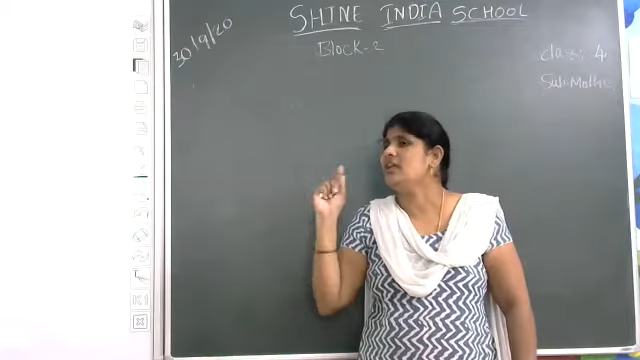 30/9/20
SHINE INDIA SCHOOL
Block-2
class: 4
Sub: Maths